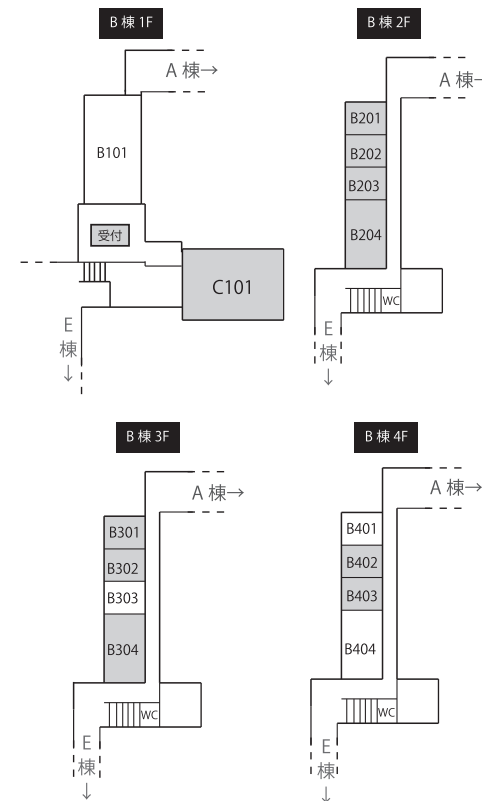 B 棟 1F
A 棟→
B101
受付
C101
E
棟
↓
B 棟 2F
A 棟
B201
B202
B203
B204
WC
E
棟
↓
B 棟 3F
A 棟→
B301
B302
B303
B304
WC
E
棟
↓
B 棟 4F
A 棟→
B401
B402
B403
B404
WC
E
棟
↓